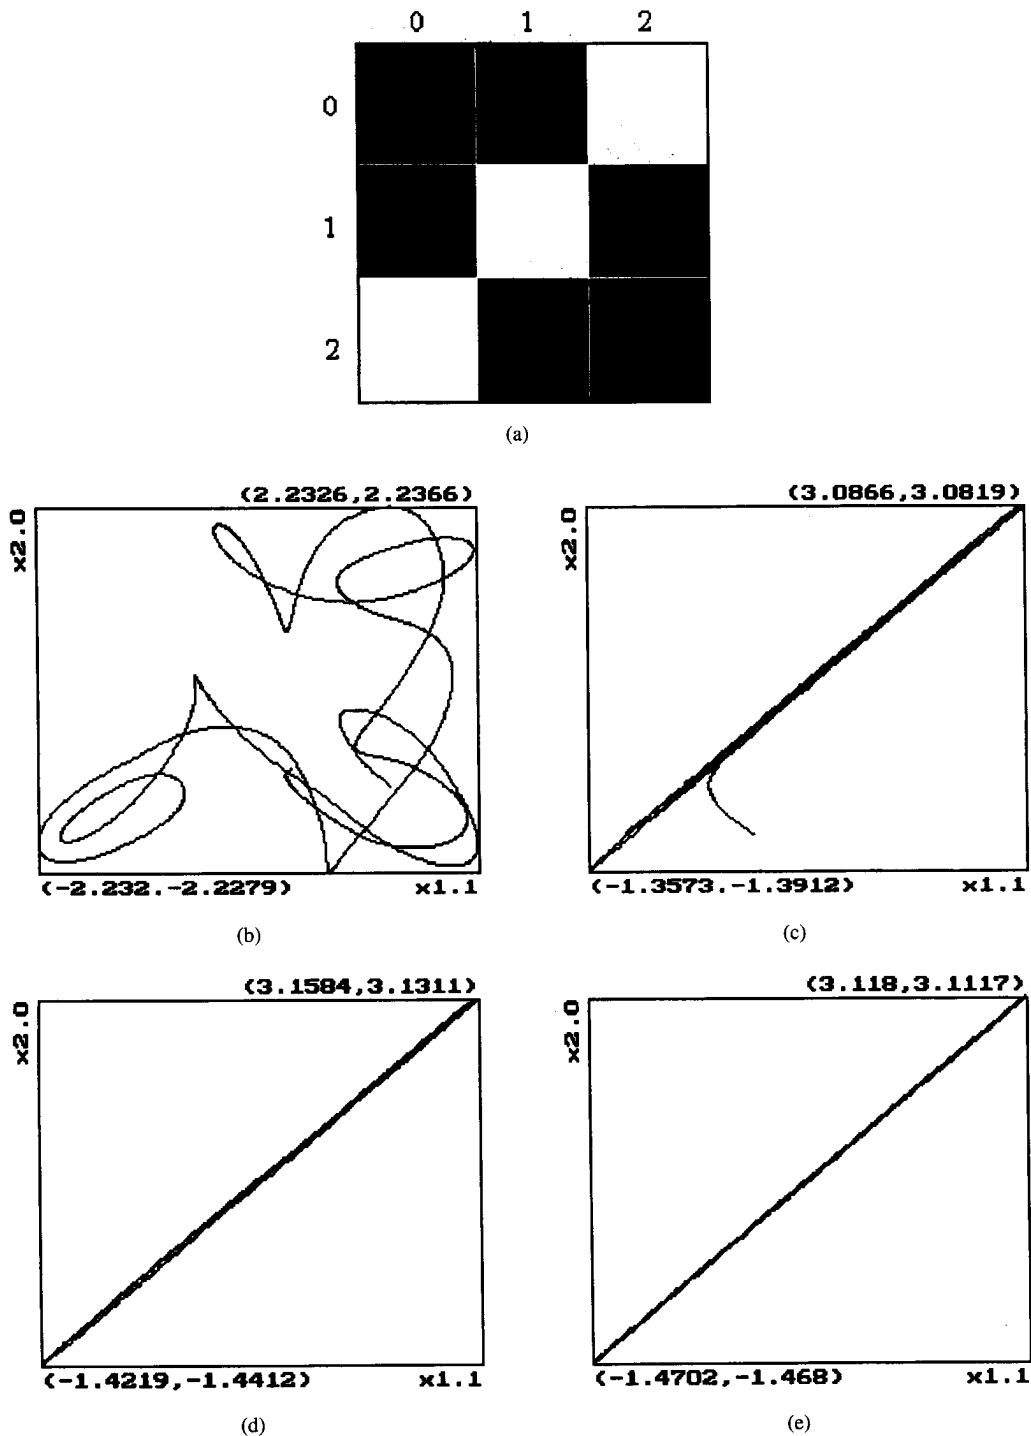 0 1 2
0
1
2
(a)
(2.2326,2.2366)
x2.0
(-2.232.-2.2279) x1.1
(b)
(3.0866,3.0819)
x2.0
(-1.3573.-1.3912) x1.1
(c)
(3.1584,3.1311)
x2.0
(-1.4219,-1.4412) x1.1
(d)
(3.118,3.1117)
x2.0
(-1.4702,-1.468) x1.1
(e)